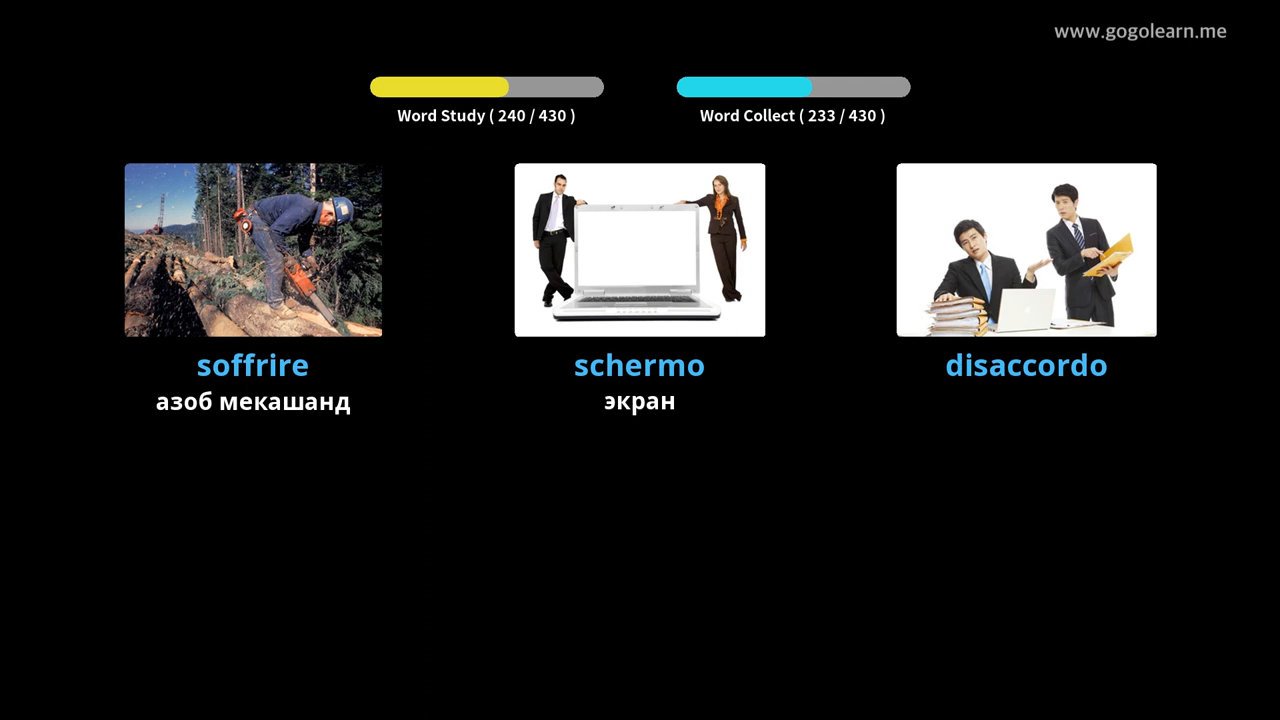 www.gogolearn.me
Word Study ( 240 / 430 )
Word Collect ( 233 / 430 )
soffrire
азоб мекашанд
schermo
экран
disaccordo